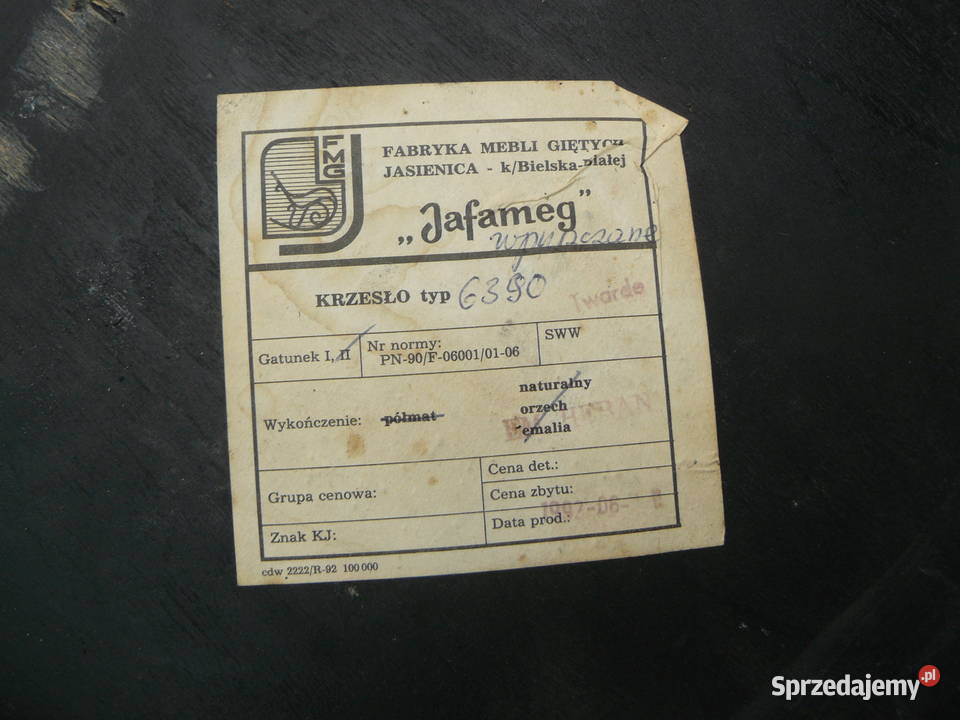 FMG
FABRYKA MEBLI GIĘTYCH
JASIENICA - k/Bielska-Białej
„Jafameg”
wpuszczane
KRZESŁO typ 6390 Twarde
Gatunek I, II
Nr normy:
PN-90/F-06001/01-06
SWW
Wykończenie: półmat
naturalny
orzech
emalia
HEBAN
Grupa cenowa:
Cena det.:
Cena zbytu:
Znak KJ:
Data prod.:
cdw 2222/R-92 100 000
Sprzedajemy.pl